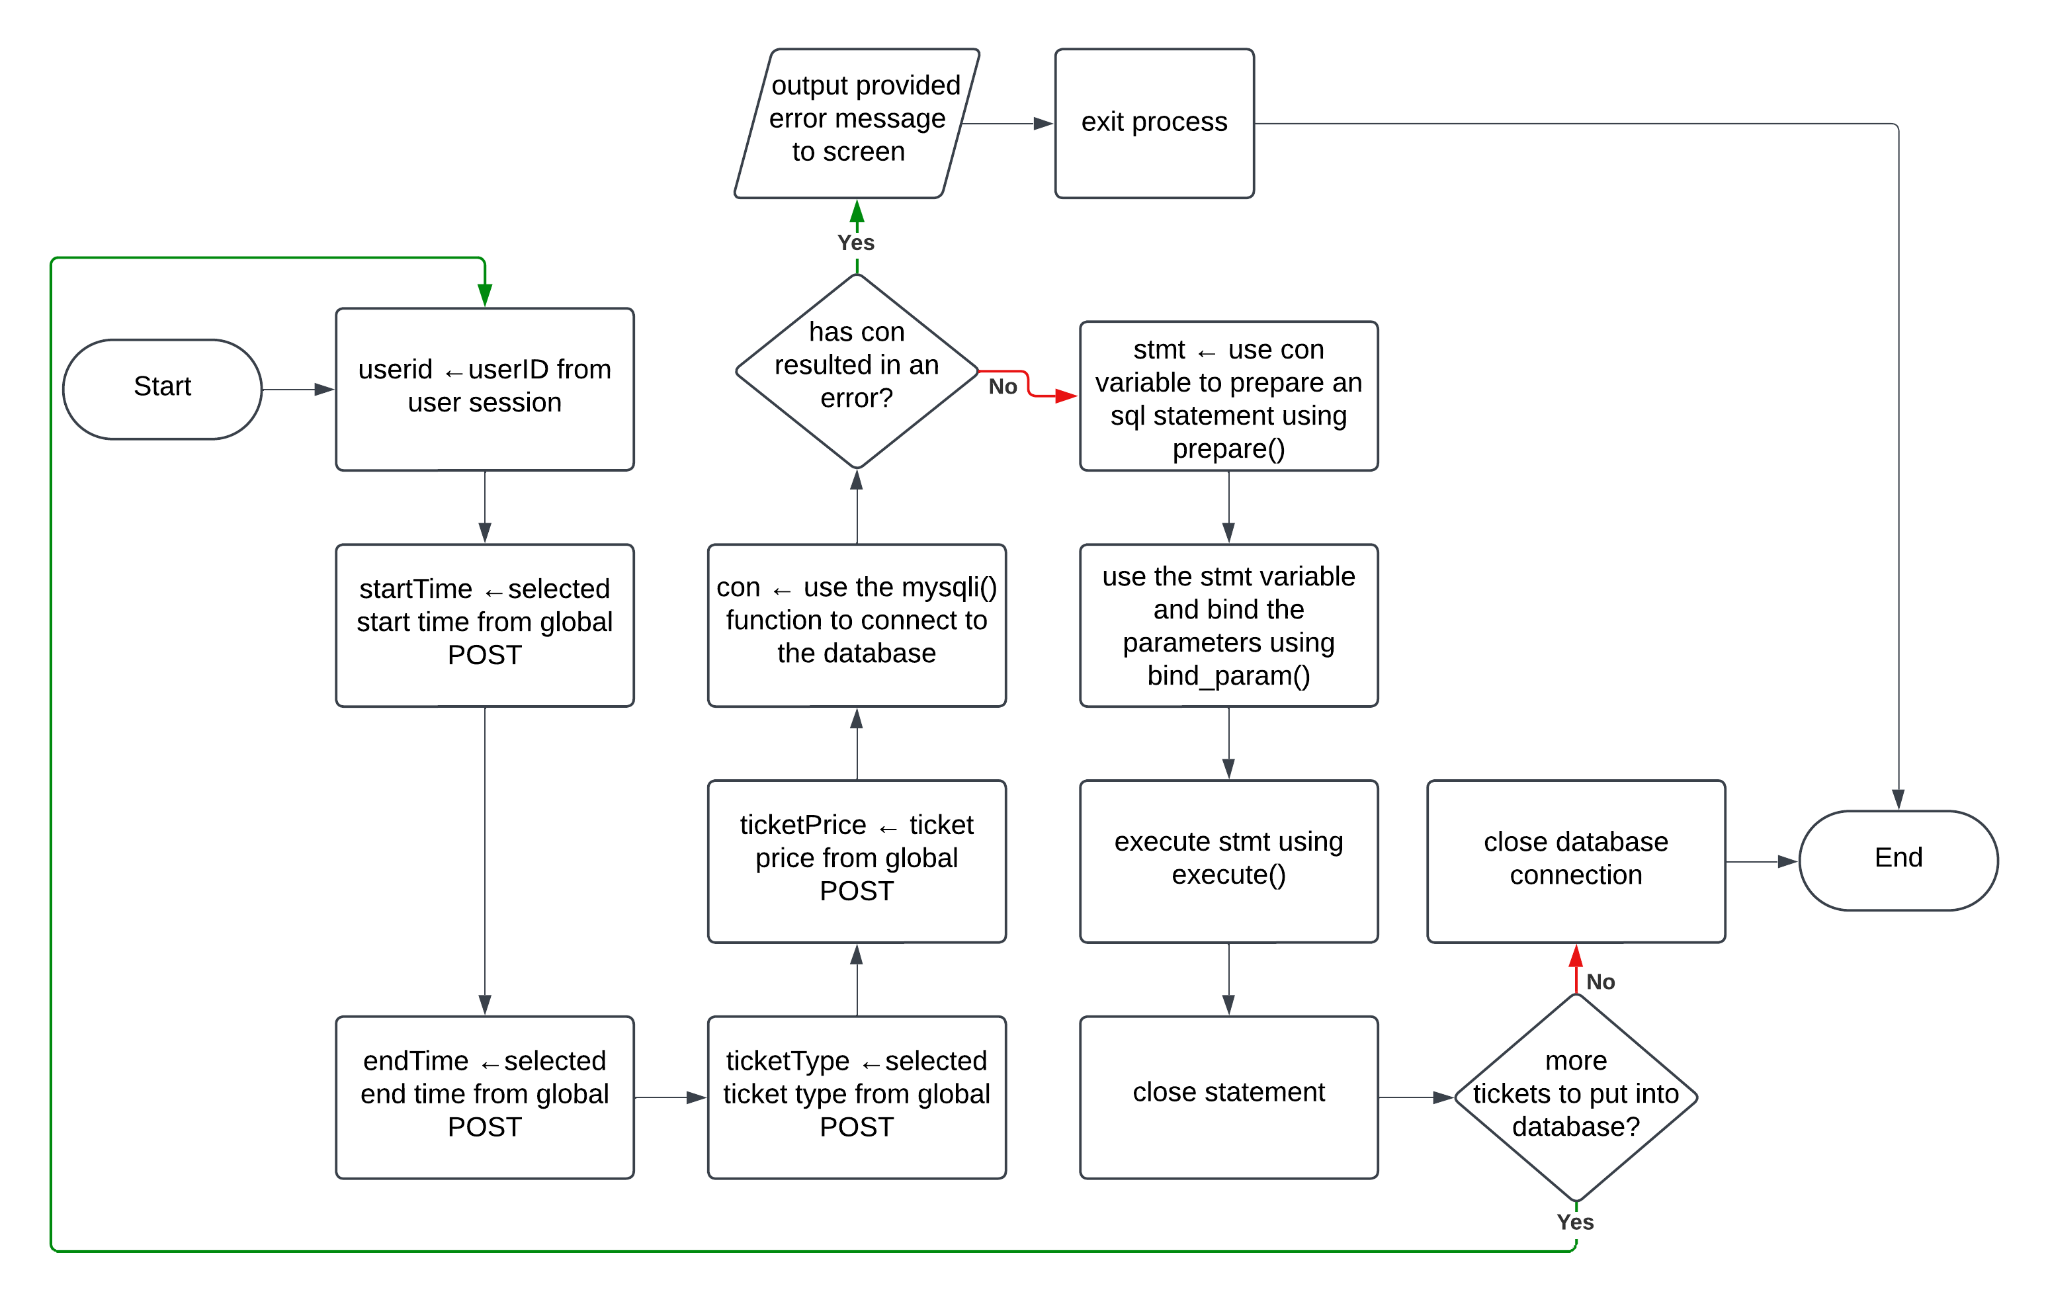 Start
userid ←userID from
user session
startTime ←selected
start time from global
POST
endTime ←selected
end time from global
POST
ticketType ←selected
ticket type from global
POST
ticketPrice ← ticket
price from global
POST
con ← use the mysqli()
function to connect to
the database
has con
resulted in an
error?
Yes
output provided
error message
to screen
exit process
No
stmt ← use con
variable to prepare an
sql statement using
prepare()
use the stmt variable
and bind the
parameters using
bind_param()
execute stmt using
execute()
close statement
more
tickets to put into
database?
Yes
No
close database
connection
End